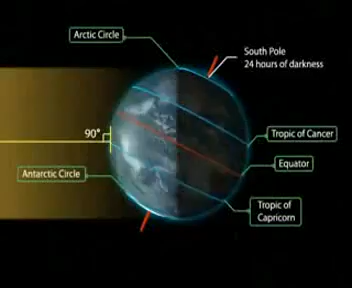 Arctic Circle
South Pole
24 hours of darkness
90°
Tropic of Cancer
Equator
Antarctic Circle
Tropic of
Capricorn